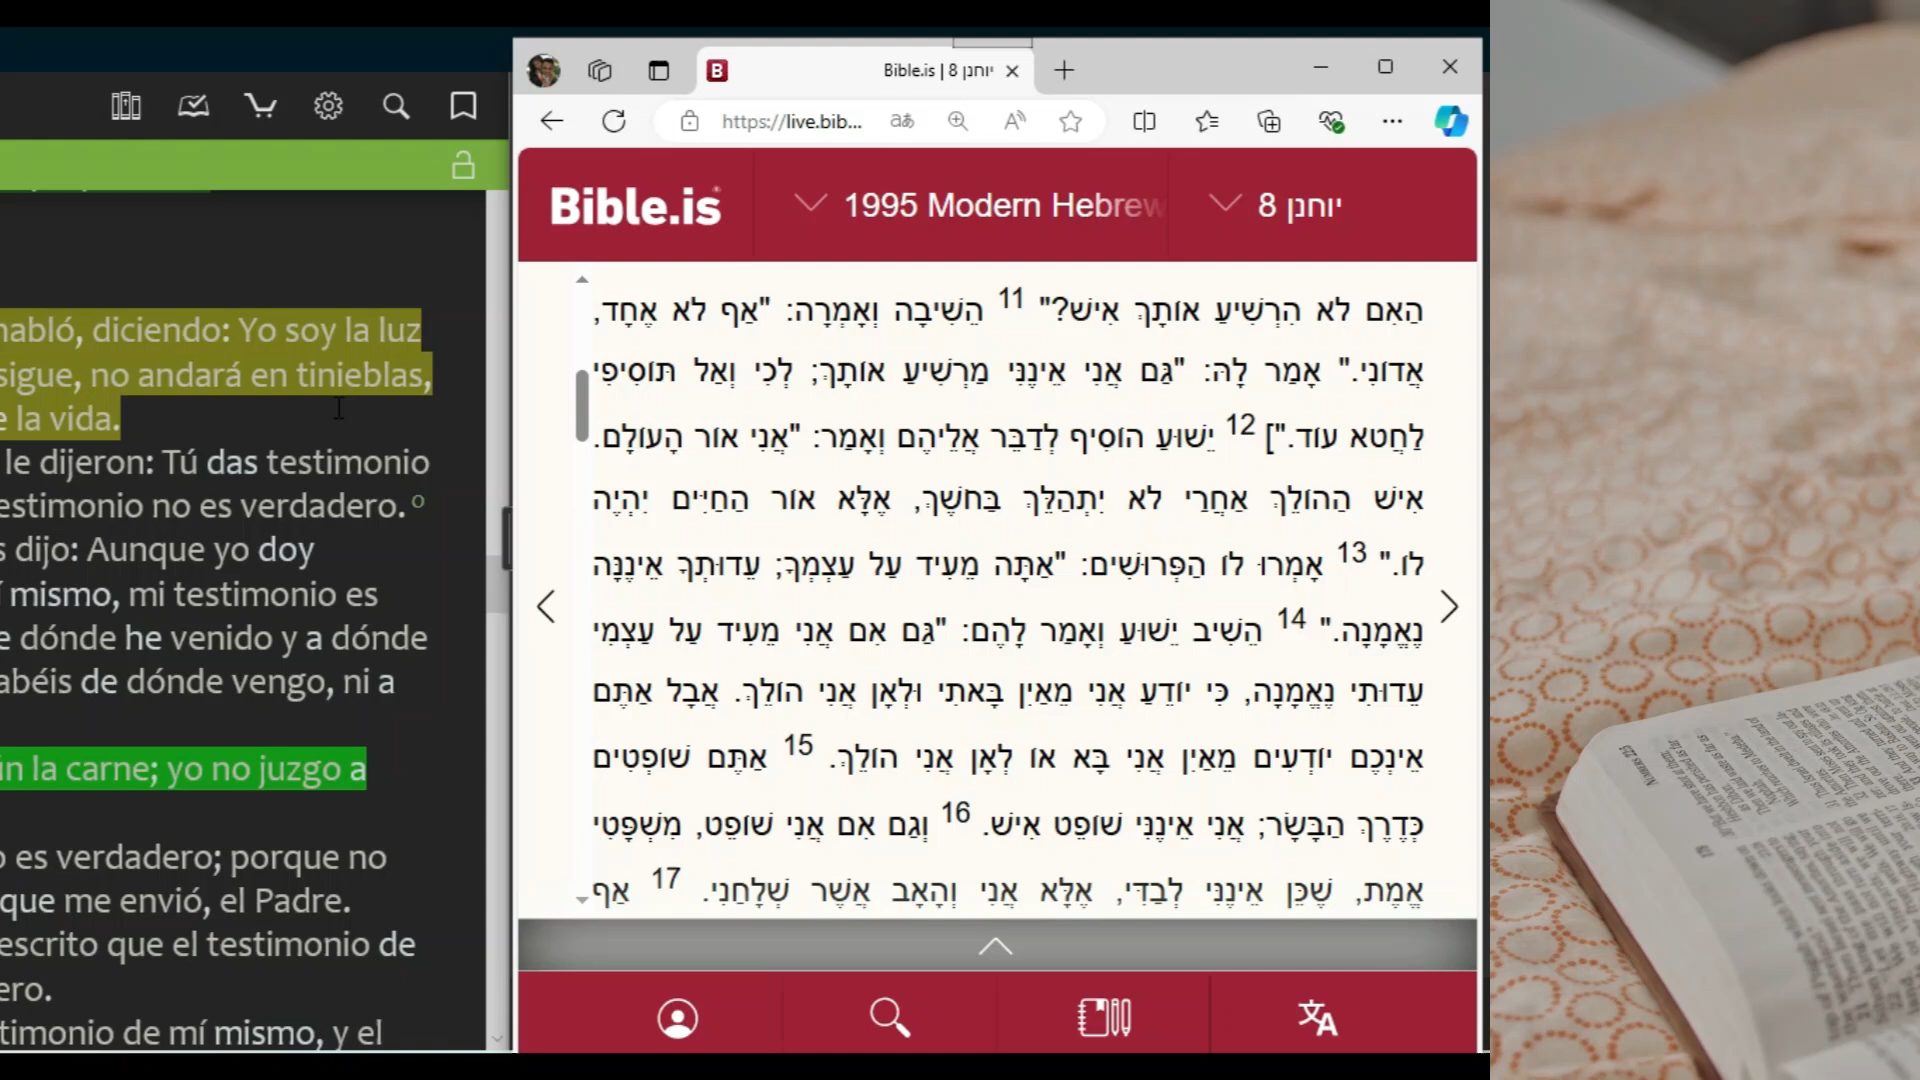 habló, diciendo: Yo soy la luz
sigue, no andará en tinieblas,
e la vida.
le dijeron: Tú das testimonio
estimonio no es verdadero.º
s dijo: Aunque yo doy
í mismo, mi testimonio es
e dónde he venido y a dónde
abéis de dónde vengo, ni a
ún la carne; yo no juzgo a
o es verdadero; porque no
que me envió, el Padre.
escrito que el testimonio de
ero.
timonio de mí mismo, y el
Bible.is | יוחנן 8
https://live.bib...
Bible.is
1995 Modern Hebrew
יוחנן 8
הַאִם לֹא הִרְשִׁיעַ אוֹתָךְ אִישׁ?" 11 הֵשִׁיבָה וְאָמְרָה: "אַף לֹא אֶחָד,
אֲדוֹנִי." אָמַר לָהּ: "גַּם אֲנִי אֵינֶנִּי מַרְשִׁיעַ אוֹתָךְ; לְכִי וְאַל תּוֹסִיפִי
לַחֲטֹא עוֹד."] 12 יֵשׁוּעַ הוֹסִיף לְדַבֵּר אֲלֵיהֶם וְאָמַר: "אֲנִי אוֹר הָעוֹלָם.
אִישׁ הַהוֹלֵךְ אַחֲרַי לֹא יִתְהַלֵּךְ בַּחֹשֶׁךְ, אֶלָּא אוֹר הַחַיִּים יִהְיֶה
לוֹ." 13 אָמְרוּ לוֹ הַפְּרוּשִׁים: "אַתָּה מֵעִיד עַל עַצְמְךָ; עֵדוּתְךָ אֵינֶנָּה
נֶאֱמָנָה." 14 הֵשִׁיב יֵשׁוּעַ וְאָמַר לָהֶם: "גַּם אִם אֲנִי מֵעִיד עַל עַצְמִי
עֵדוּתִי נֶאֱמָנָה, כִּי יוֹדֵעַ אֲנִי מֵאַיִן בָּאתִי וּלְאָן אֲנִי הוֹלֵךְ. אֲבָל אַתֶּם
אֵינְכֶם יוֹדְעִים מֵאַיִן אֲנִי בָּא אוֹ לְאָן אֲנִי הוֹלֵךְ. 15 אַתֶּם שׁוֹפְטִים
כְּדֶרֶךְ הַבָּשָׂר; אֲנִי אֵינֶנִּי שׁוֹפֵט אִישׁ. 16 וְגַם אִם אֲנִי שׁוֹפֵט, מִשְׁפָּטִי
אֱמֶת, שֶׁכֵּן אֵינֶנִּי לְבַדִּי, אֶלָּא אֲנִי וְהָאָב אֲשֶׁר שְׁלָחַנִי. 17 אַף